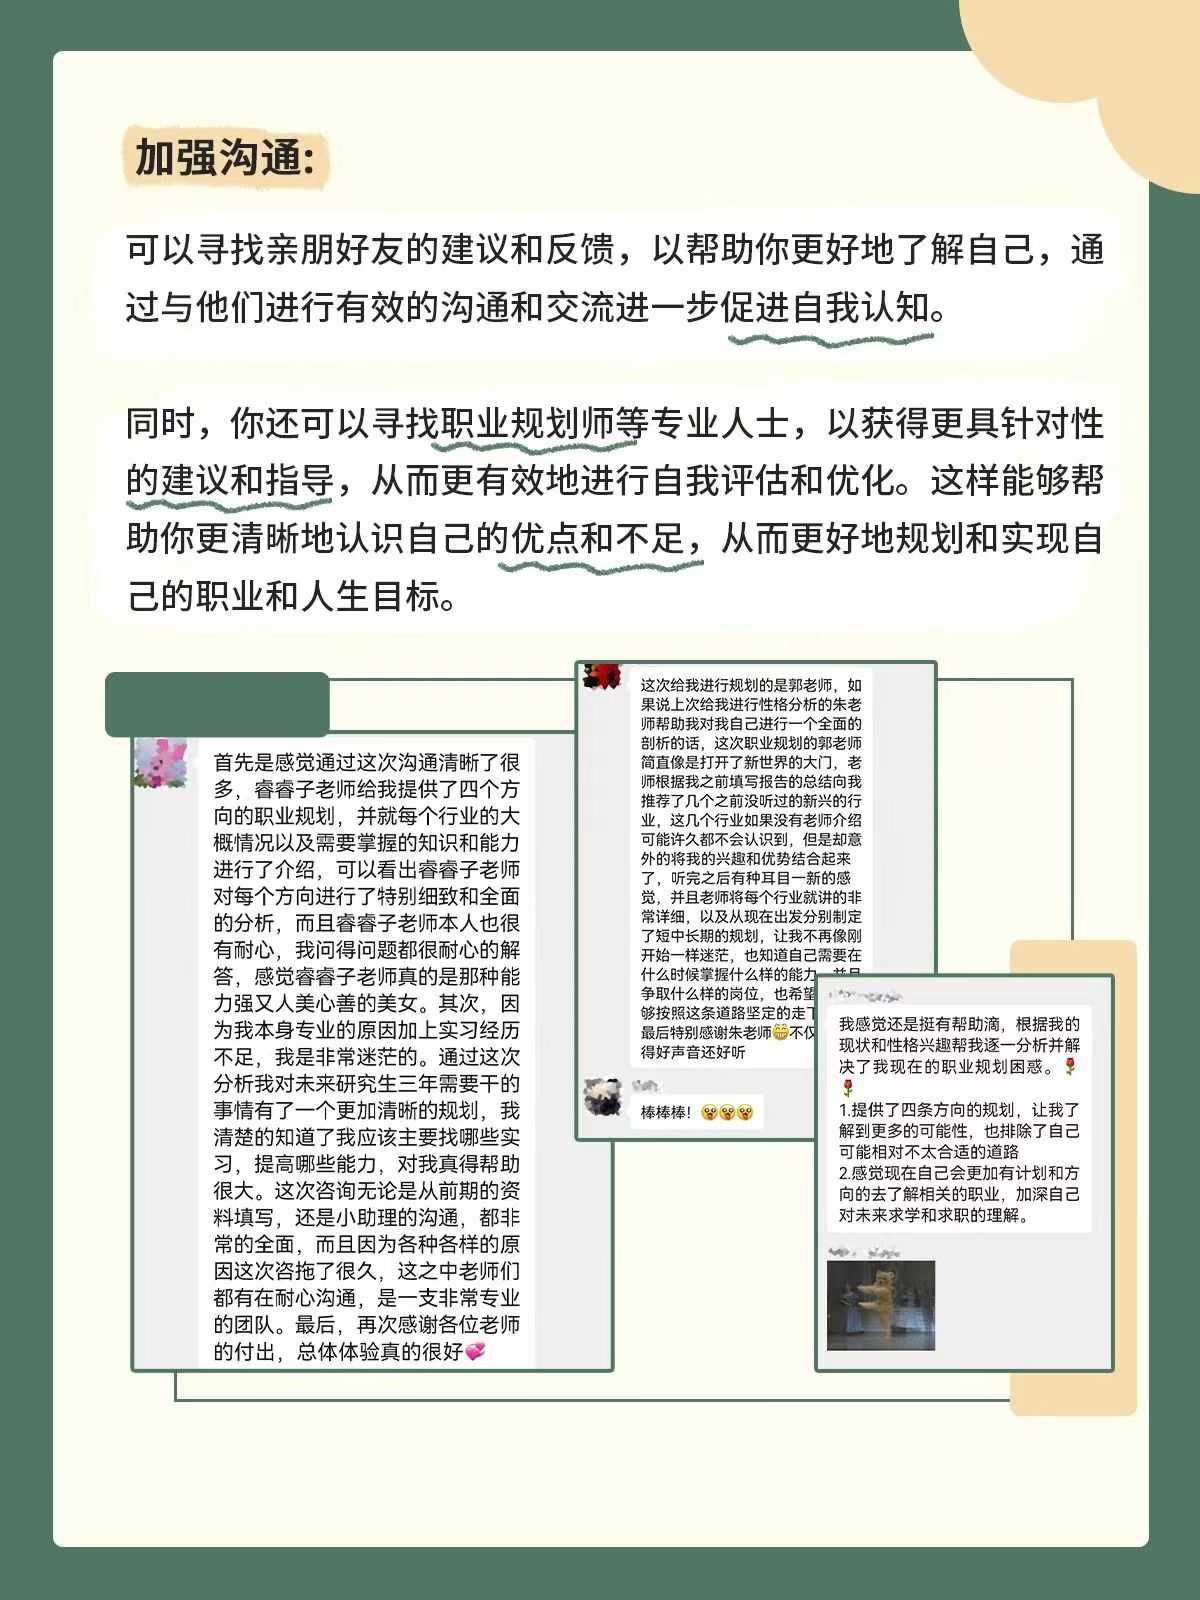 加强沟通:
可以寻找亲朋好友的建议和反馈，以帮助你更好地了解自己，通
过与他们进行有效的沟通和交流进一步促进自我认知。
同时，你还可以寻找职业规划师等专业人士，以获得更具针对性
的建议和指导，从而更有效地进行自我评估和优化。这样能够帮
助你更清晰地认识自己的优点和不足，从而更好地规划和实现自
己的职业和人生目标。
首先是感觉通过这次沟通清晰了很
多，睿睿子老师给我提供了四个方
向的职业规划，并就每个行业的大
概情况以及需要掌握的知识和能力
进行了介绍，可以看出睿睿子老师
对每个方向进行了特别细致和全面
的分析，而且睿睿子老师本人也很
有耐心，我问得问题都很耐心的解
答，感觉睿睿子老师真的是那种能
力强又人美心善的美女。其次，因
为我本身专业的原因加上实习经历
不足，我是非常迷茫的。通过这次
分析我对未来研究生三年需要干的
事情有了一个更加清晰的规划，我
清楚的知道了我应该主要找哪些实
习，提高哪些能力，对我真得帮助
很大。这次咨询无论是从前期的资
料填写，还是小助理的沟通，都非
常的全面，而且因为各种各样的原
因这次咨拖了很久，这之中老师们
都有在耐心沟通，是一支非常专业
的团队。最后，再次感谢各位老师
的付出，总体体验真的很好💞
这次给我进行规划的是郭老师，如
果说上次给我进行性格分析的朱老
师帮助我对我自己进行一个全面的
剖析的话，这次职业规划的郭老师
简直像是打开了新世界的大门，老
师根据我之前填写报告的总结向我
推荐了几个之前没听过的新兴的行
业，这几个行业如果没有老师介绍
可能许久都不会认识到，但是却意
外的将我的兴趣和优势结合起来
了，听完之后有种耳目一新的感
觉，并且老师将每个行业就讲的非
常详细，以及从现在出发分别制定
了短中长期的规划，让我不再像刚
开始一样迷茫，也知道自己需要在
什么时候掌握什么样的能力，并且
争取什么样的岗位，也希望
够按照这条道路坚定的走下
最后特别感谢朱老师😁不仅
得好声音还好听
棒棒棒！😲😲😲
我感觉还是挺有帮助滴，根据我的
现状和性格兴趣帮我逐一分析并解
决了我现在的职业规划困惑。🌹
🌹
1.提供了四条方向的规划，让我了
解到更多的可能性，也排除了自己
可能相对不太合适的道路
2.感觉现在自己会更加有计划和方
向的去了解相关的职业，加深自己
对未来求学和求职的理解。